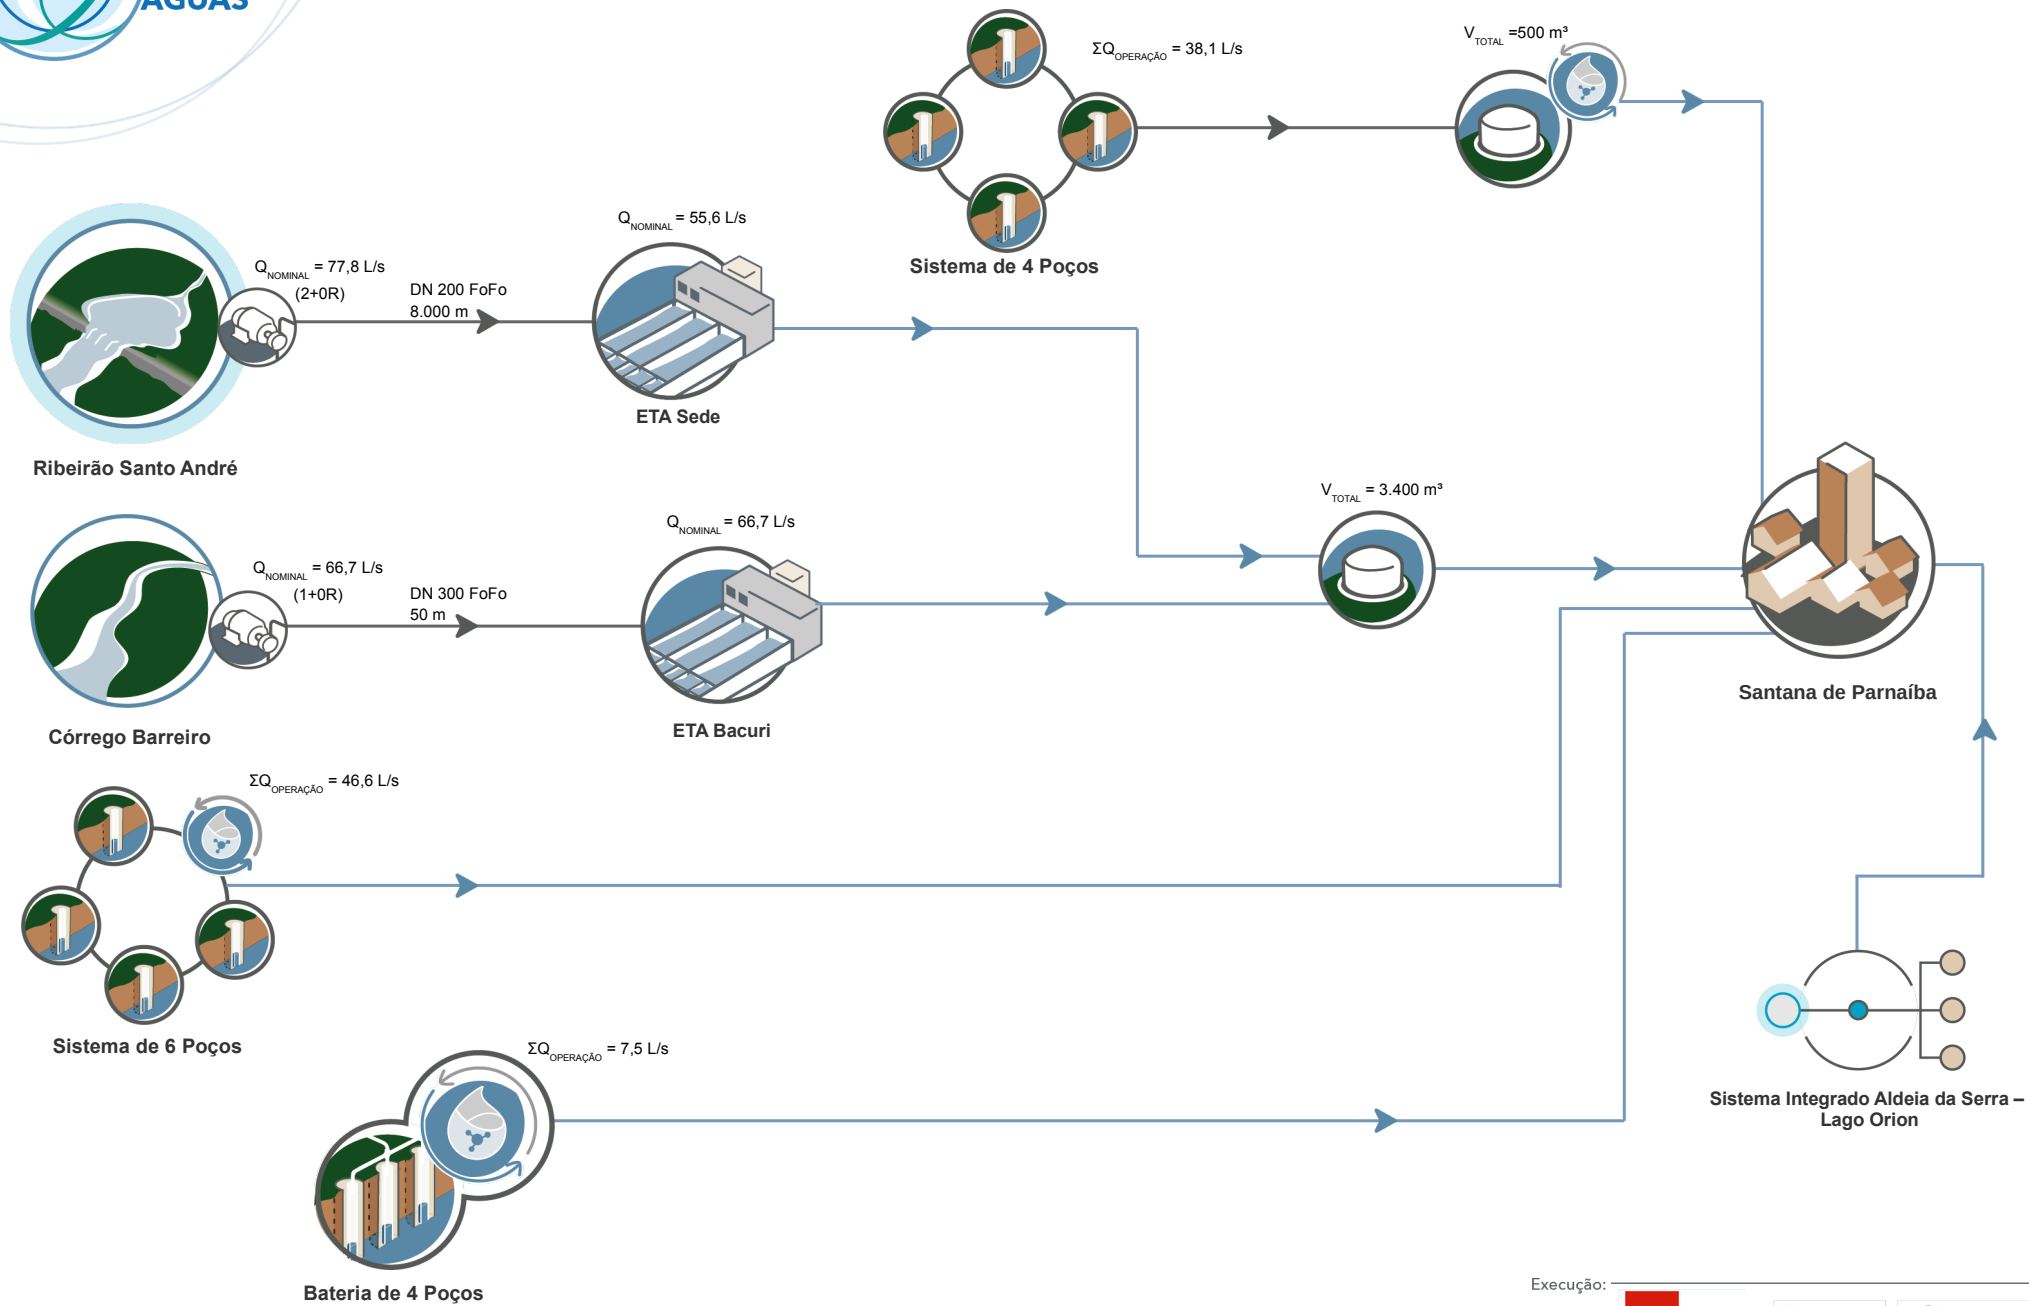 ÁGUAS
ΣQOPERAÇÃO = 38,1 L/s
VTOTAL =500 m³
Sistema de 4 Poços
QNOMINAL = 55,6 L/s
QNOMINAL = 77,8 L/s
(2+0R)
DN 200 FoFo
8.000 m
ETA Sede
Ribeirão Santo André
VTOTAL = 3.400 m³
QNOMINAL = 66,7 L/s
QNOMINAL = 66,7 L/s
(1+0R)
DN 300 FoFo
50 m
ETA Bacuri
Córrego Barreiro
Santana de Parnaíba
ΣQOPERAÇÃO = 46,6 L/s
Sistema de 6 Poços
ΣQOPERAÇÃO = 7,5 L/s
Sistema Integrado Aldeia da Serra –
Lago Orion
Bateria de 4 Poços
Execução: